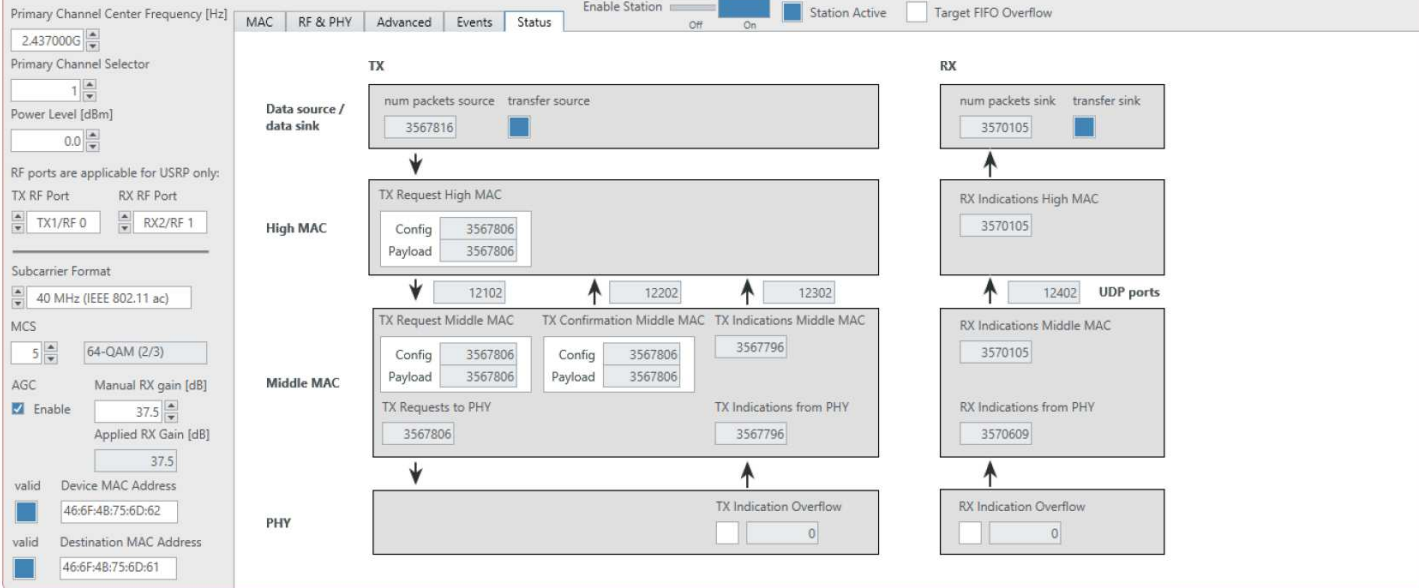 Primary Channel Center Frequency [Hz]
2.437000G
Primary Channel Selector
1
Power Level [dBm]
0.0
RF ports are applicable for USRP only:
TX RF Port RX RF Port
TX1/RF 0 RX2/RF 1
Subcarrier Format
40 MHz (IEEE 802.11 ac)
MCS
5 64-QAM (2/3)
AGC Manual RX gain [dB]
Enable 37.5
Applied RX Gain [dB]
37.5
valid Device MAC Address
46:6F:4B:75:6D:62
valid Destination MAC Address
46:6F:4B:75:6D:61
MAC RF & PHY Advanced Events Status
Enable Station Off On Station Active Target FIFO Overflow
TX RX
Data source / data sink
num packets source transfer source
3567816
num packets sink transfer sink
3570105
High MAC
TX Request High MAC
Config 3567806
Payload 3567806
RX Indications High MAC
3570105
12102 12202 12302 12402 UDP ports
Middle MAC
TX Request Middle MAC TX Confirmation Middle MAC TX Indications Middle MAC
Config 3567806 Config 3567806 3567796
Payload 3567806 Payload 3567806
RX Indications Middle MAC
3570105
TX Requests to PHY TX Indications from PHY RX Indications from PHY
3567806 3567796 3570609
PHY
TX Indication Overflow RX Indication Overflow
0 0